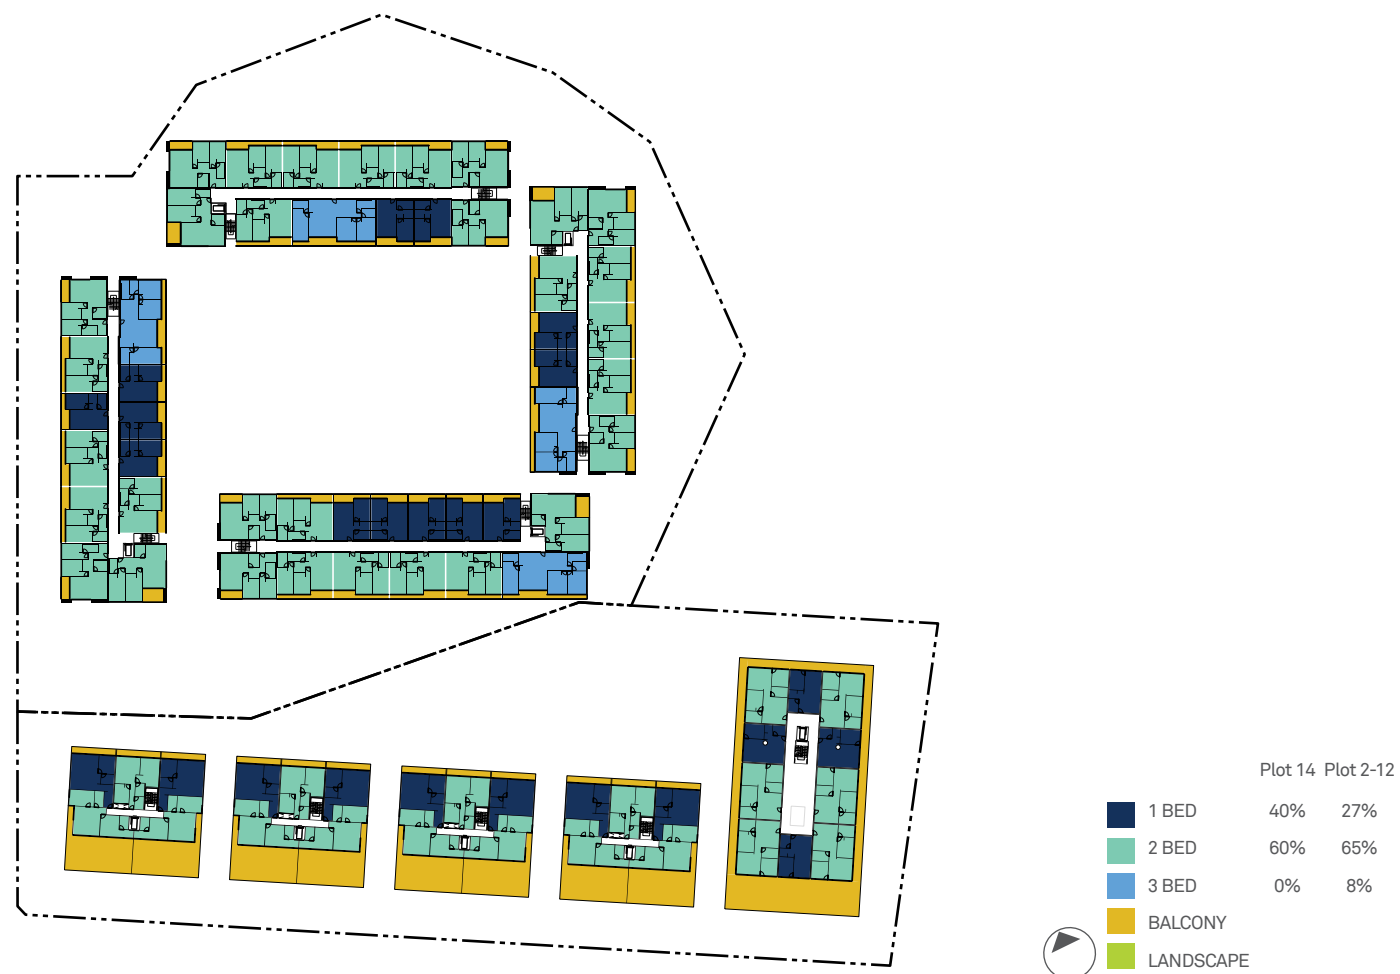 Plot 14 Plot 2-12
1 BED 40% 27%
2 BED 60% 65%
3 BED 0% 8%
BALCONY
LANDSCAPE